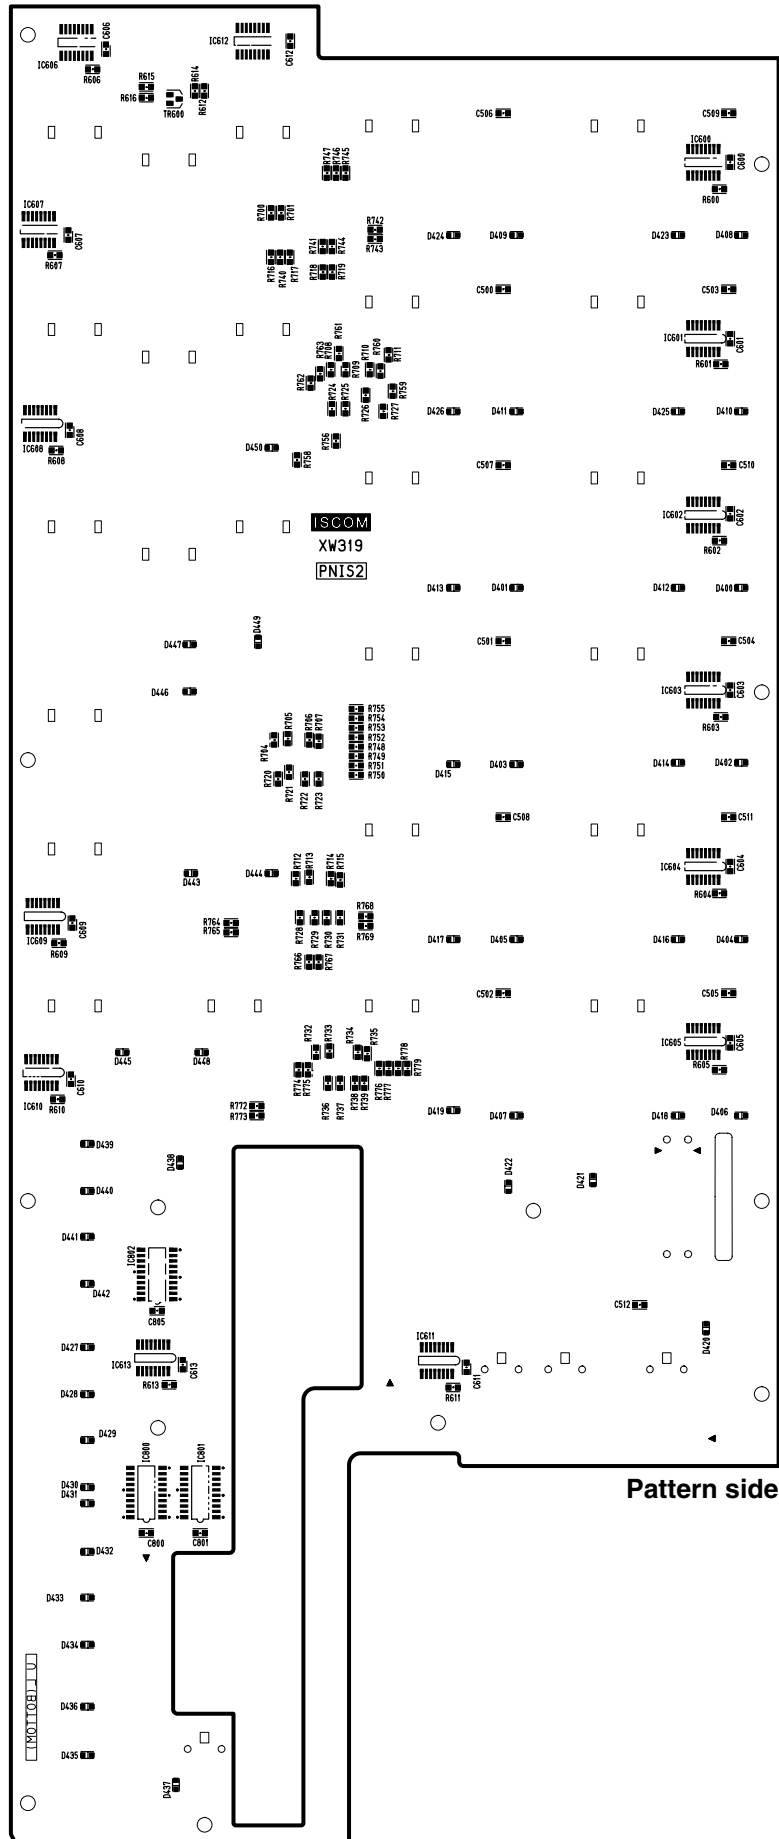 C606
IC606
R606
IC612
C612
R615
R616
TR600
R614
R612
C506
C509
IC600
C600
R600
R747
R746
R745
IC607
C607
R607
R700
R701
R742
R743
R741
R744
R716
R740
R717
R718
R719
D424
D409
D423
D408
C500
C503
IC601
C601
R601
R761
R763
R708
R762
R709
R710
R760
R711
R724
R725
R726
R759
R727
D426
D411
D425
D410
IC608
C608
R608
D450
R756
R758
C507
C510
ISCOM
XW319
PNIS2
IC602
C602
R602
D413
D401
D412
D400
D449
D447
C501
C504
D446
IC603
C603
R603
R755
R754
R753
R752
R748
R749
R751
R750
R704
R705
R706
R707
R720
R721
R722
R723
D415
D403
D414
D402
C508
C511
D443
D444
R712
R713
R714
R715
IC604
C604
R604
IC609
C609
R609
R764
R765
R728
R729
R730
R731
R768
R769
D417
D405
D416
D404
R766
R767
C502
C505
IC605
C605
R605
IC610
C610
R610
D445
D448
R732
R733
R734
R735
R774
R775
R776
R777
R778
R779
R736
R737
R738
R739
R772
R773
D419
D407
D418
D406
D439
D438
D440
D422
D421
D441
IC802
D442
C805
C512
D420
D427
IC613
C613
R613
IC611
C611
R611
D428
D429
IC800
IC801
D430
D431
C800
C801
D432
Pattern side
D433
D434
U L(BOTTOM)
D436
D435
D437